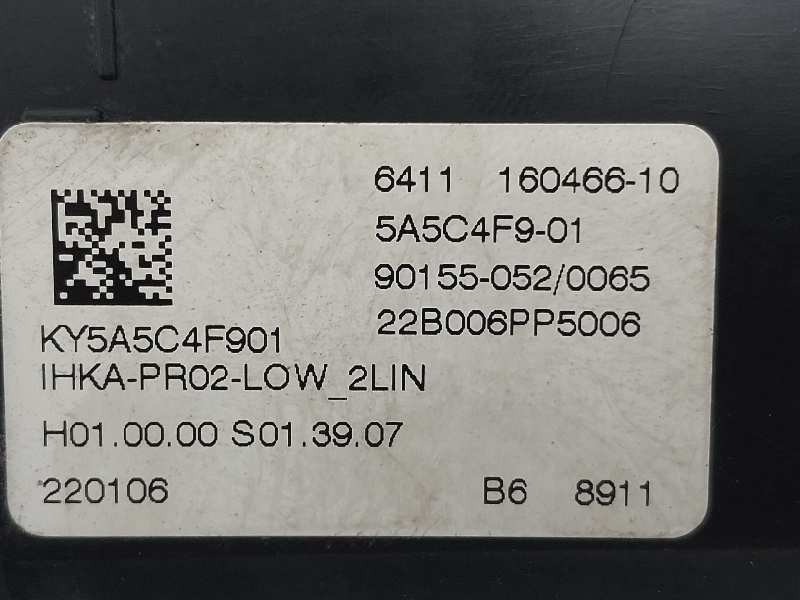 6411 160466-10
5A5C4F9-01
90155-052/0065
22B006PP5006
KY5A5C4F901
IHKA-PR02-LOW_2LIN
H01.00.00 S01.39.07
220106 B6 8911